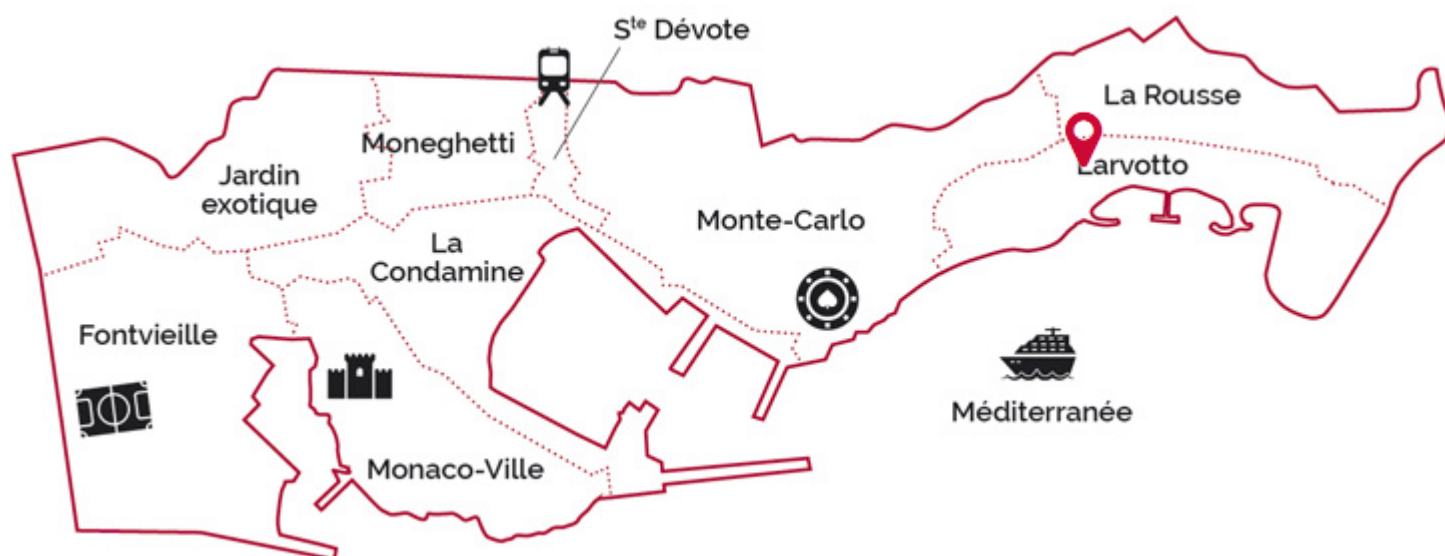 Sᵗᵉ Dévote
La Rousse
Moneghetti
Larvotto
Jardin
exotique
Monte-Carlo
La
Condamine
Fontvieille
Méditerranée
Monaco-Ville